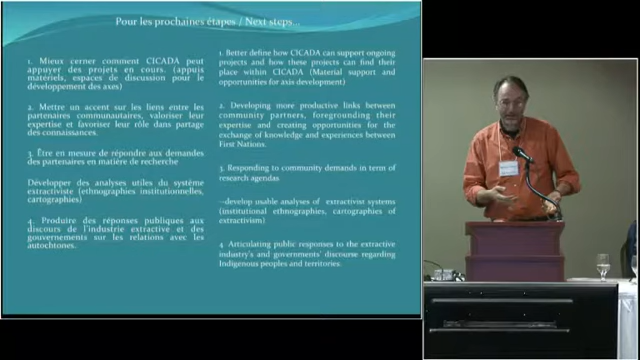 Pour les prochaines étapes / Next steps...
1. Mieux cerner comment CICADA peut
appuyer des projets en cours. (appuis
matériels, espaces de discussion pour le
développement des axes)
2. Mettre un accent sur les liens entre les
partenaires communautaires, valoriser leur
expertise et favoriser leur rôle dans partage
des connaissances.
3. Être en mesure de répondre aux demandes
des partenaires en matière de recherche
Développer des analyses utiles du système
extractiviste (ethnographies institutionnelles,
cartographies)
4. Produire des réponses publiques aux
discours de l'industrie extractive et des
gouvernements sur les relations avec les
autochtones.
1. Better define how CICADA can support ongoing
projects and how these projects can find their
place within CICADA (Material support and
opportunities for axis development)
2. Developing more productive links between
community partners, foregrounding their
expertise and creating opportunities for the
exchange of knowledge and experiences between
First Nations.
3. Responding to community demands in term of
research agendas
--develop usable analyses of extractivist systems
(institutional ethnographies, cartographies of
extractivism)
4. Articulating public responses to the extractive
industry's and governments' discourse regarding
Indigenous peoples and territories.